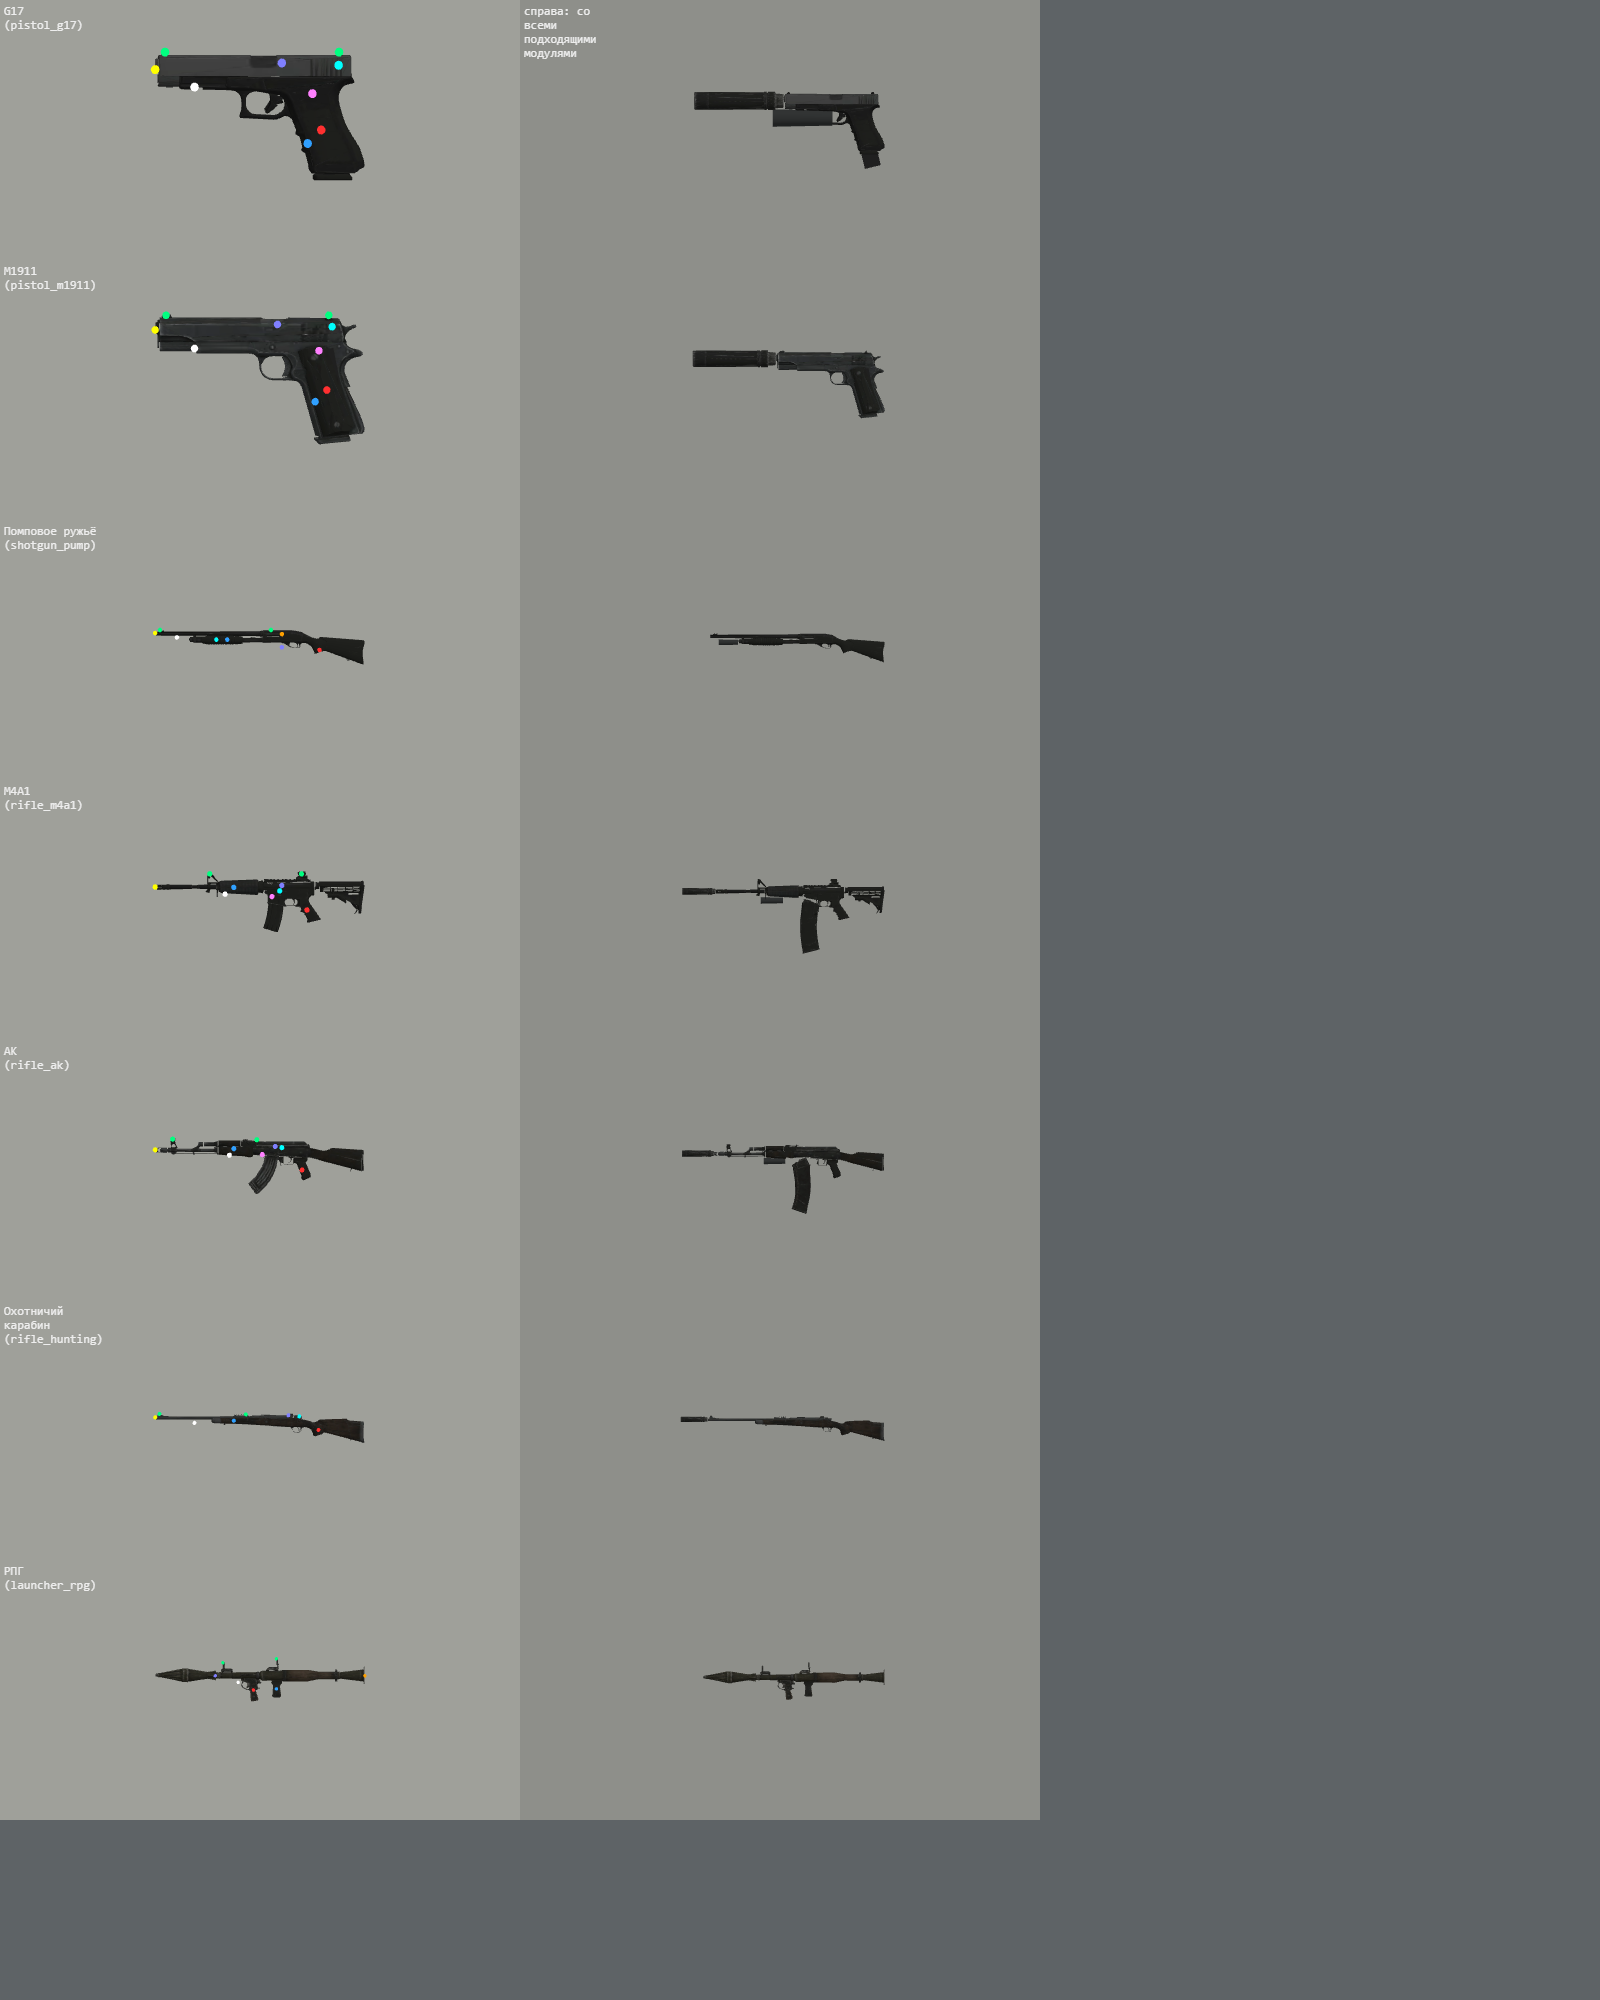 G17
(pistol_g17)
справа: со
всеми
подходящими
модулями
M1911
(pistol_m1911)
Помповое ружьё
(shotgun_pump)
M4A1
(rifle_m4a1)
АК
(rifle_ak)
Охотничий
карабин
(rifle_hunting)
РПГ
(launcher_rpg)